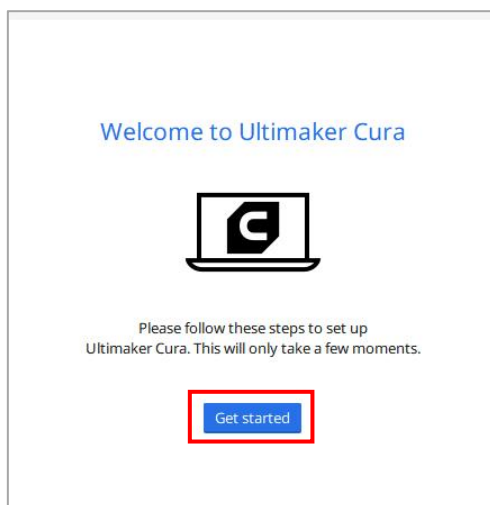 Welcome to Ultimaker Cura
Please follow these steps to set up
Ultimaker Cura. This will only take a few moments.
Get started